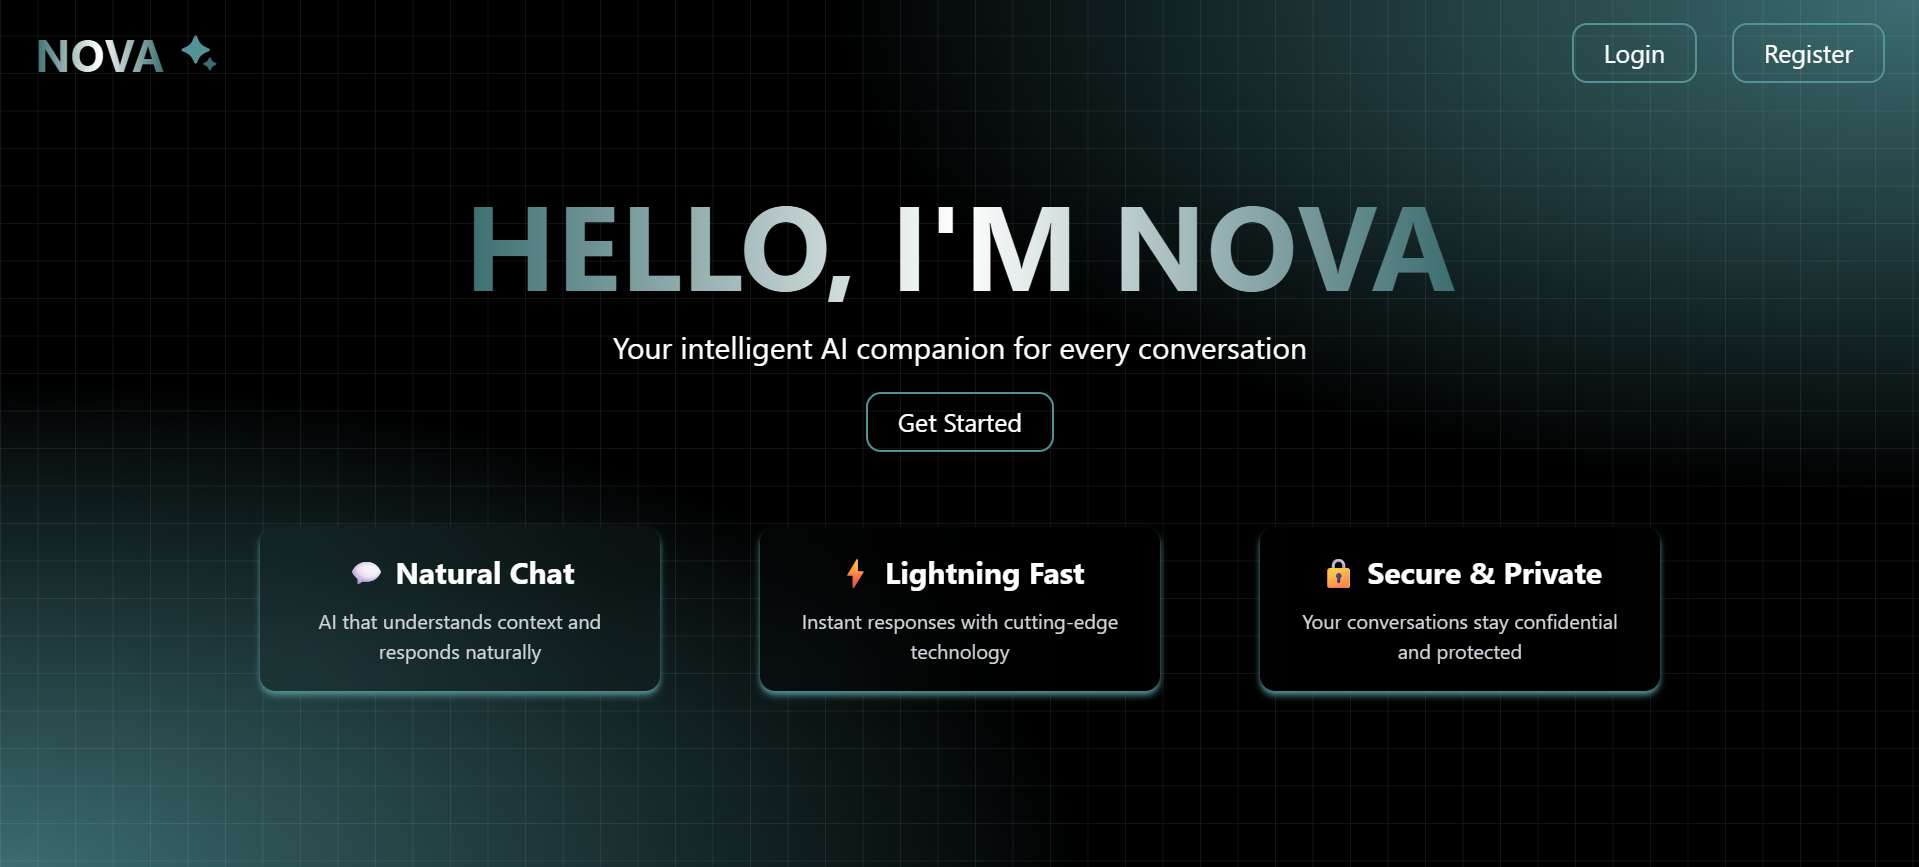 NOVA
Login
Register
HELLO, I'M NOVA
Your intelligent AI companion for every conversation
Get Started
Natural Chat
AI that understands context and
responds naturally
Lightning Fast
Instant responses with cutting-edge
technology
Secure & Private
Your conversations stay confidential
and protected